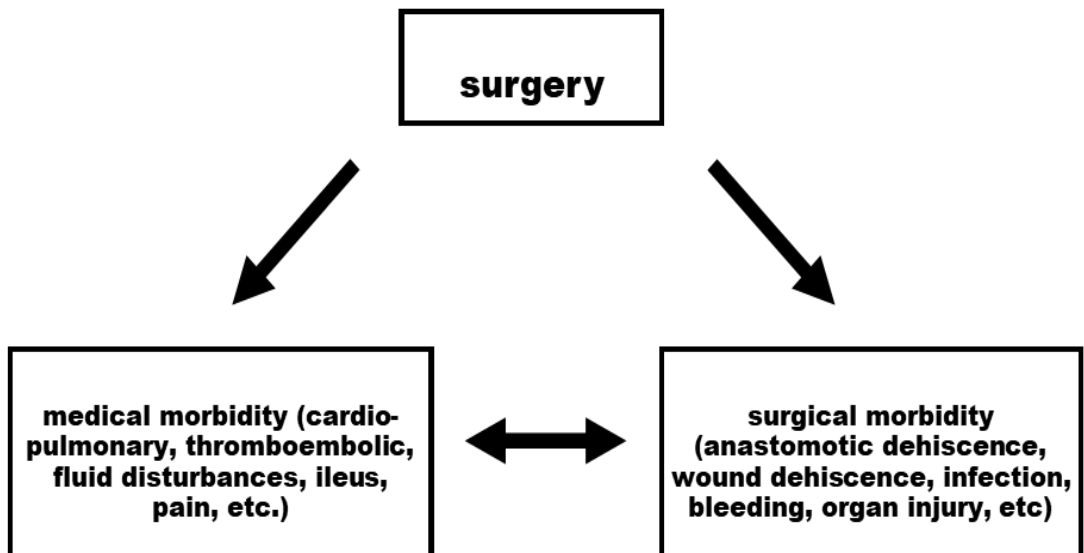 surgery
medical morbidity (cardio-
pulmonary, thromboembolic,
fluid disturbances, ileus,
pain, etc.)
surgical morbidity
(anastomotic dehiscence,
wound dehiscence, infection,
bleeding, organ injury, etc)